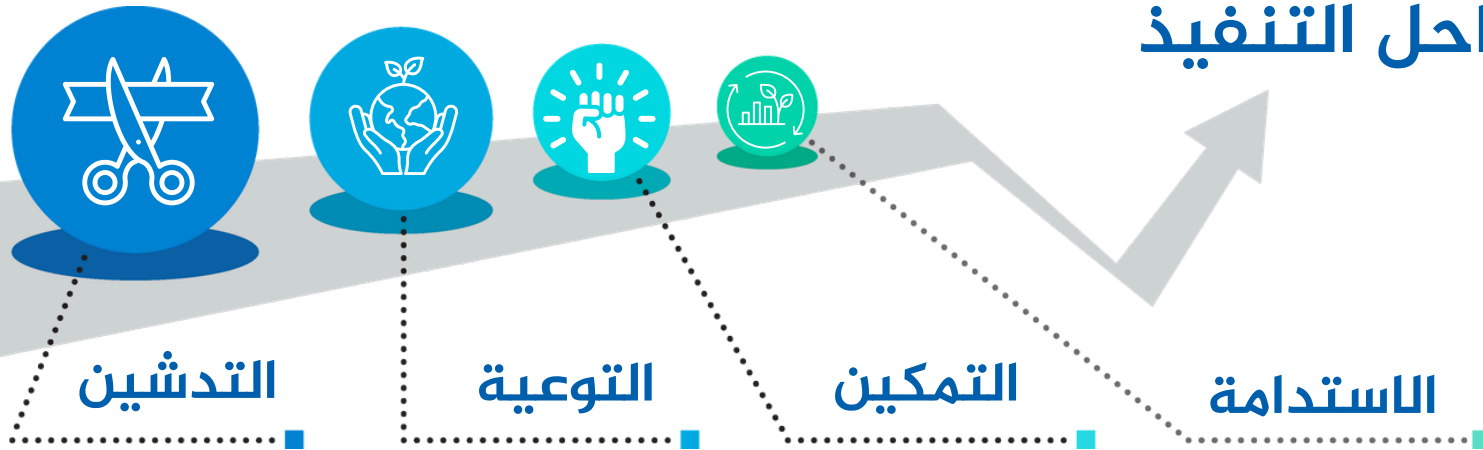 احل التنفيذ
التدشين
التوعية
التمكين
الاستدامة